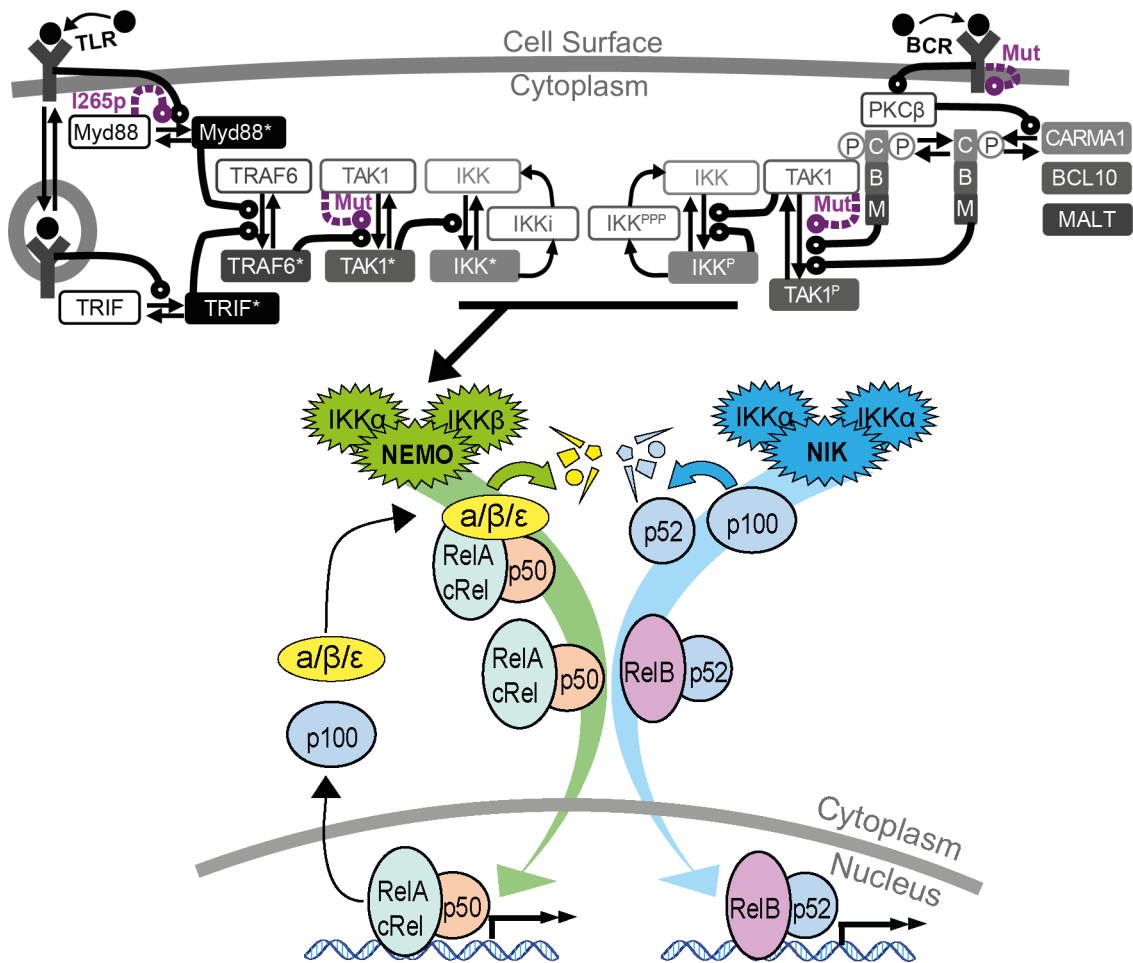 TLR
Cell Surface
Cytoplasm
BCR
Mut
I265p
Myd88
Myd88*
PKCβ
P
C
P
B
M
C
P
B
M
CARMA1
BCL10
MALT
TRAF6
TAK1
IKK
Mut
IKKi
TRAF6*
TAK1*
IKK*
IKK
TAK1
Mut
IKKPPP
IKKP
TAK1P
TRIF
TRIF*
IKKα
IKKβ
NEMO
IKKα
IKKα
NIK
a/β/ε
RelA
cRel
p50
p52
p100
RelA
cRel
p50
RelB
p52
a/β/ε
p100
Cytoplasm
Nucleus
RelA
cRel
p50
RelB
p52